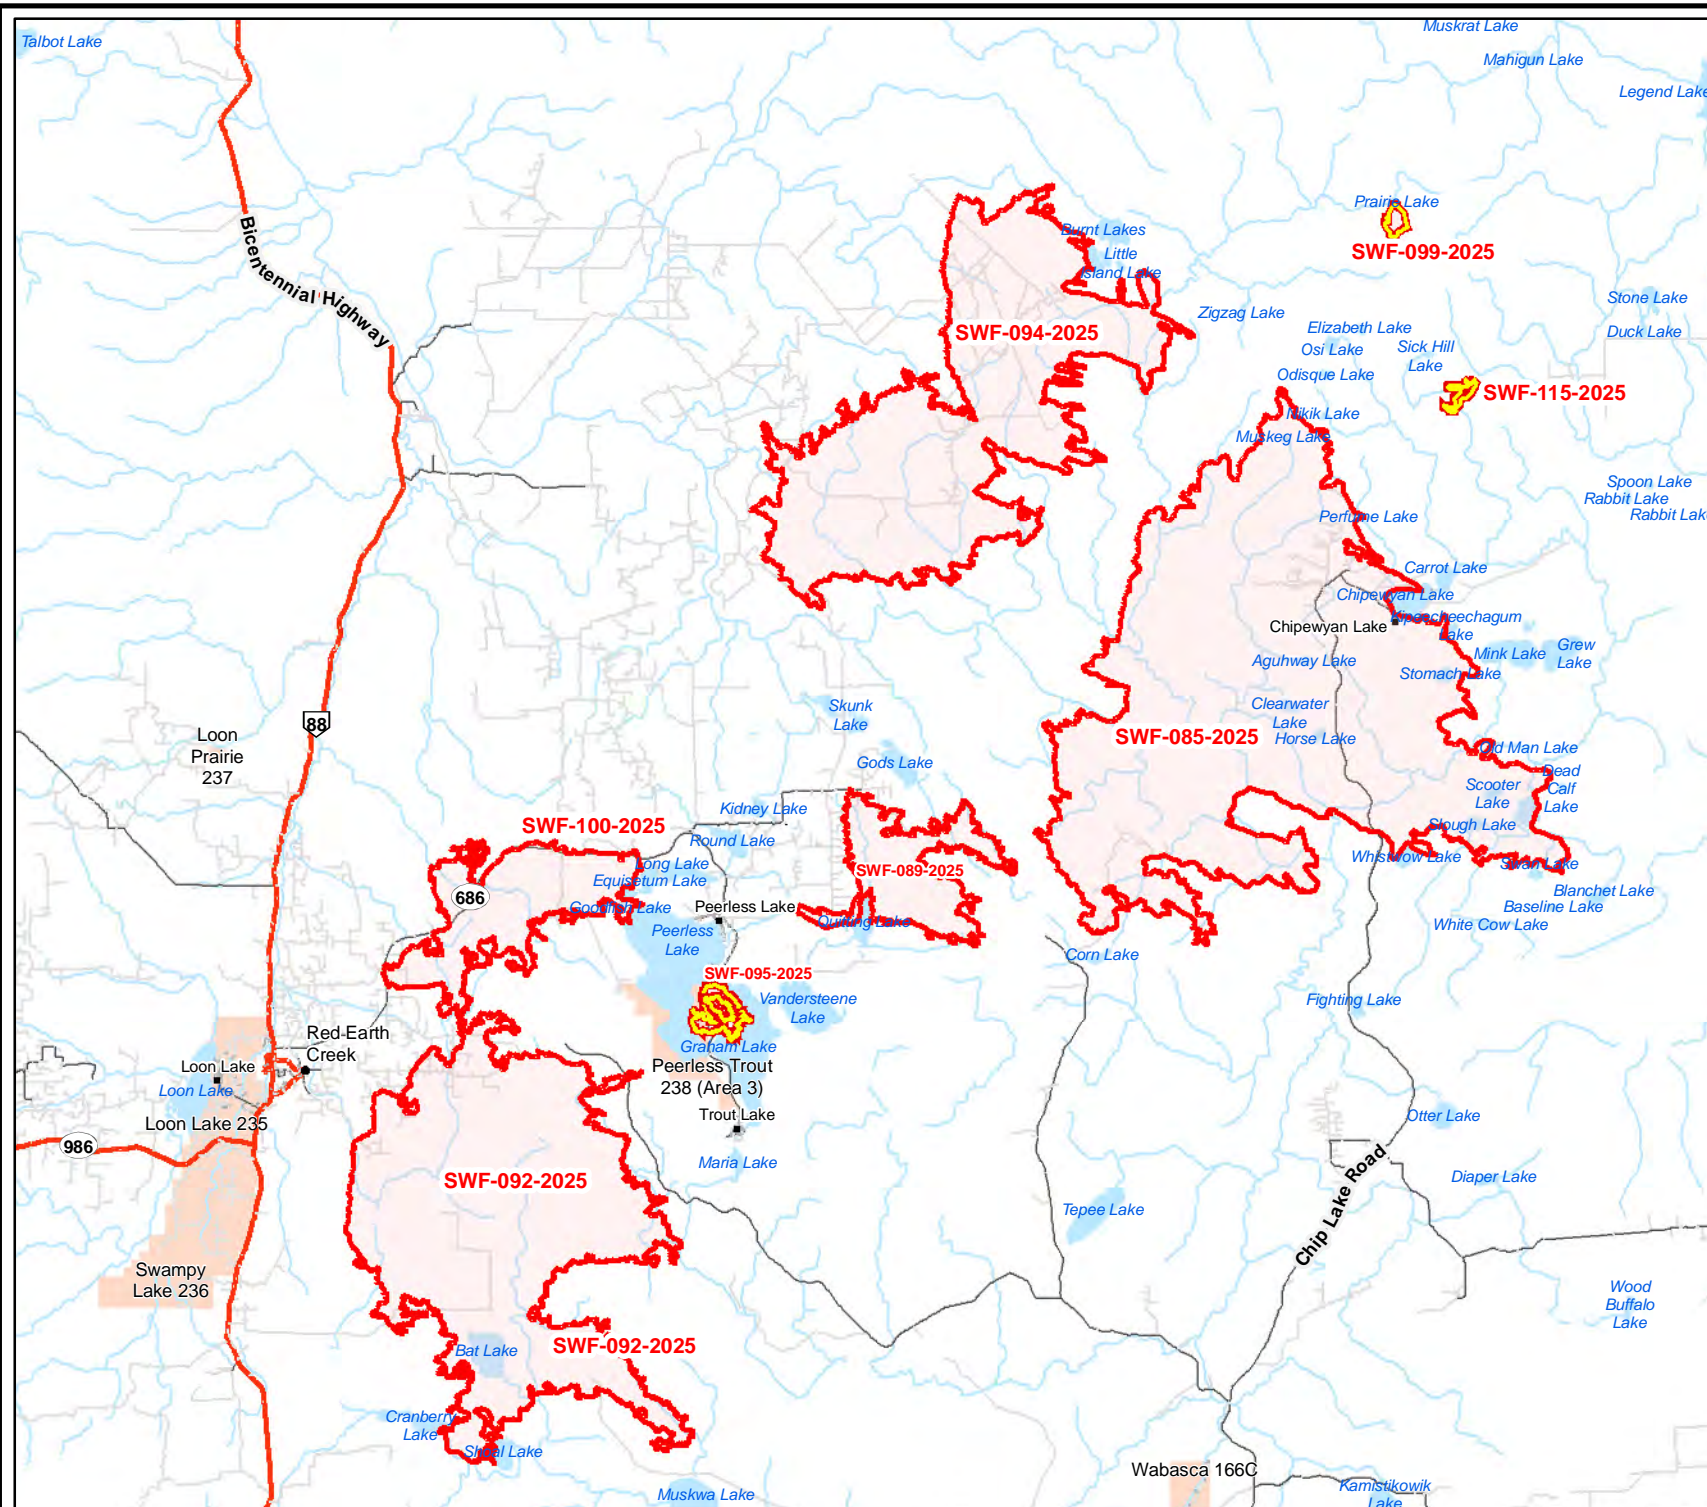 Muskrat Lake
Talbot Lake
Mahigun Lake
Legend Lake
Prairie Lake
Bicentennial Highway
Burnt Lakes
SWF-099-2025
Little
Island Lake
Stone Lake
Zigzag Lake
Elizabeth Lake
Duck Lake
SWF-094-2025
Osi Lake
Sick Hill
Lake
Odisque Lake
SWF-115-2025
Nikik Lake
Muskeg Lake
Spoon Lake
Rabbit Lake
Rabbit Lake
Perfume Lake
Carrot Lake
Chipewyan Lake
Kipeecheechagum
Lake
Chipewyan Lake
Grew
Lake
Mink Lake
Aguhway Lake
Stomach Lake
Skunk
Lake
Clearwater
Lake
88
Loon
Prairie
237
SWF-085-2025
Horse Lake
Old Man Lake
Gods Lake
Dead
Calf
Lake
Scooter
Lake
Kidney Lake
SWF-100-2025
Slough Lake
Round Lake
Long Lake
Whistwow Lake
Swan Lake
SWF-089-2025
Equisetum Lake
686
Blanchet Lake
Goodfish Lake
Peerless Lake
Baseline Lake
Quitting Lake
White Cow Lake
Peerless
Lake
Corn Lake
SWF-095-2025
Vandersteene
Lake
Fighting Lake
Red Earth
Creek
Graham Lake
Loon Lake
Peerless Trout
238 (Area 3)
Loon Lake
Trout Lake
Otter Lake
Loon Lake 235
986
Maria Lake
SWF-092-2025
Diaper Lake
Chip Lake Road
Tepee Lake
Swampy
Lake 236
Wood
Buffalo
Lake
Bat Lake
SWF-092-2025
Cranberry
Lake
Shoal Lake
Wabasca 166C
Muskwa Lake
Kamistikowik
Lake